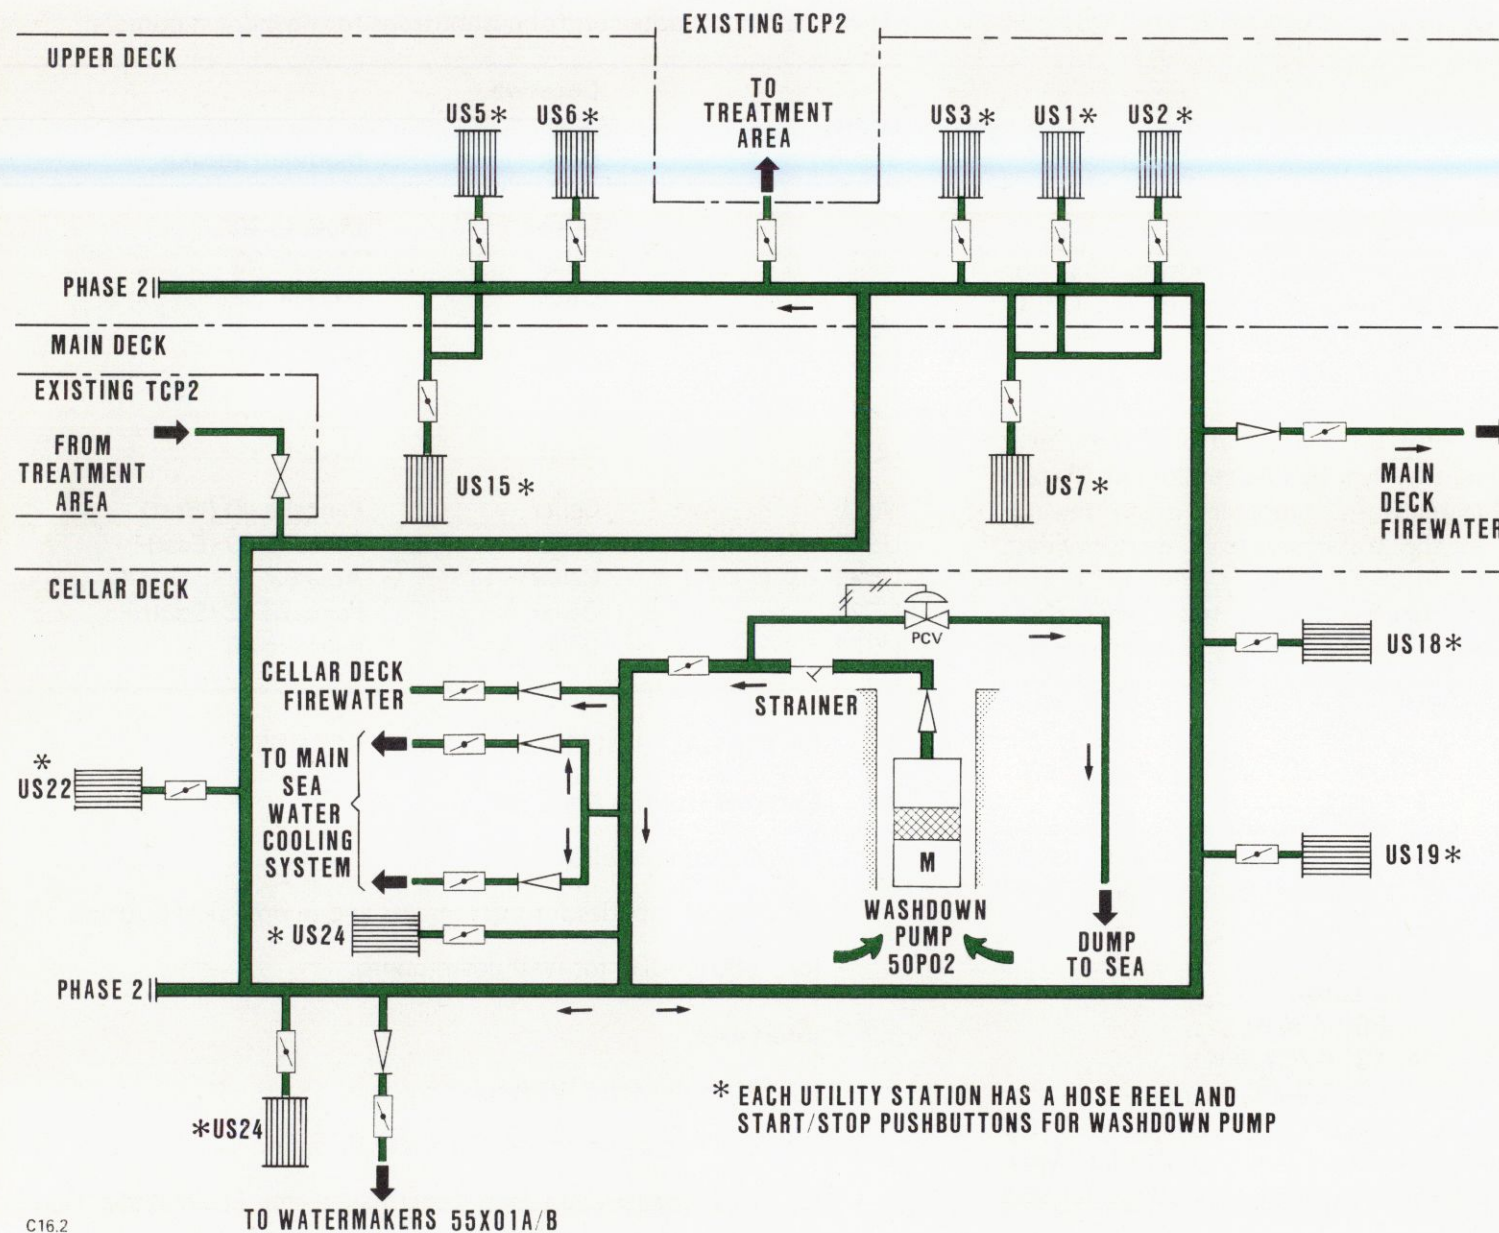 EXISTING TCP2
UPPER DECK
TO
TREATMENT
AREA
US5*
US6*
US3*
US1*
US2*
PHASE 2
MAIN DECK
EXISTING TCP2
FROM
TREATMENT
AREA
US15*
US7*
MAIN
DECK
FIREWATER
CELLAR DECK
PCV
US18*
CELLAR DECK
FIREWATER
STRAINER
TO MAIN
SEA
WATER
COOLING
SYSTEM
*
US22
M
US19*
WASHDOWN
PUMP
50P02
* US24
DUMP
TO SEA
PHASE 2
*US24
* EACH UTILITY STATION HAS A HOSE REEL AND
START/STOP PUSHBUTTONS FOR WASHDOWN PUMP
TO WATERMAKERS 55X01A/B
C16.2